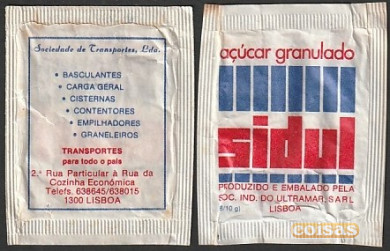 Sociedade de Transportes, Lda.
• BASCULANTES
• CARGA GERAL
• CISTERNAS
• CONTENTORES
• EMPILHADORES
• GRANELEIROS
TRANSPORTES
para todo o país
2.ª Rua Particular à Rua da
Cozinha Económica
Telefs. 638645/638015
1300 LISBOA
açúcar granulado
sidul
PRODUZIDO E EMBALADO PELA
SOC. IND. DO ULTRAMAR, SARL
LISBOA
coisas